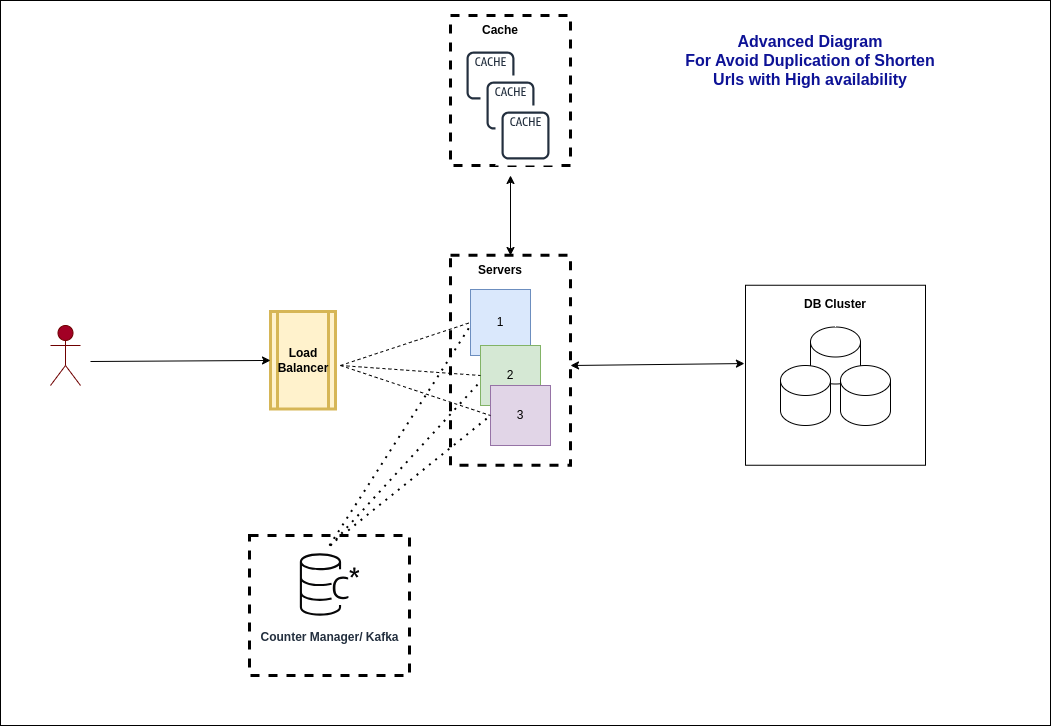 Cache
CACHE
CACHE
CACHE
Advanced Diagram
For Avoid Duplication of Shorten
Urls with High availability
Servers
1
2
3
Load
Balancer
DB Cluster
C*
Counter Manager/ Kafka